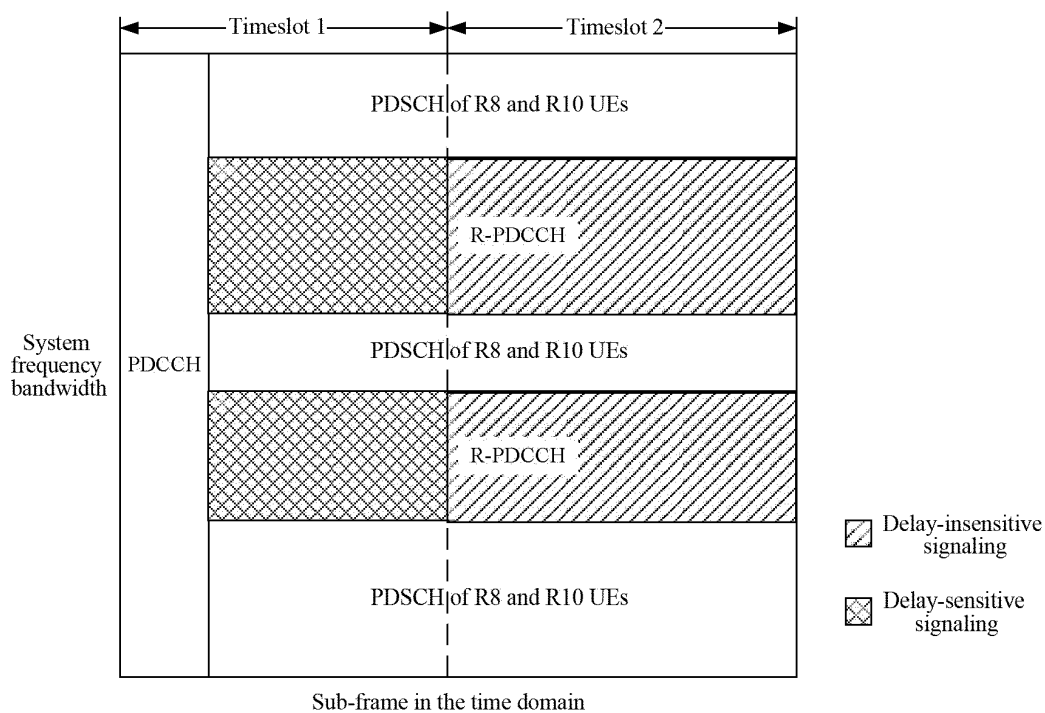 Timeslot 1
Timeslot 2
PDSCH of R8 and R10 UEs
R-PDCCH
System
frequency
bandwidth
PDCCH
PDSCH of R8 and R10 UEs
R-PDCCH
Delay-insensitive
signaling
PDSCH of R8 and R10 UEs
Delay-sensitive
signaling
Sub-frame in the time domain